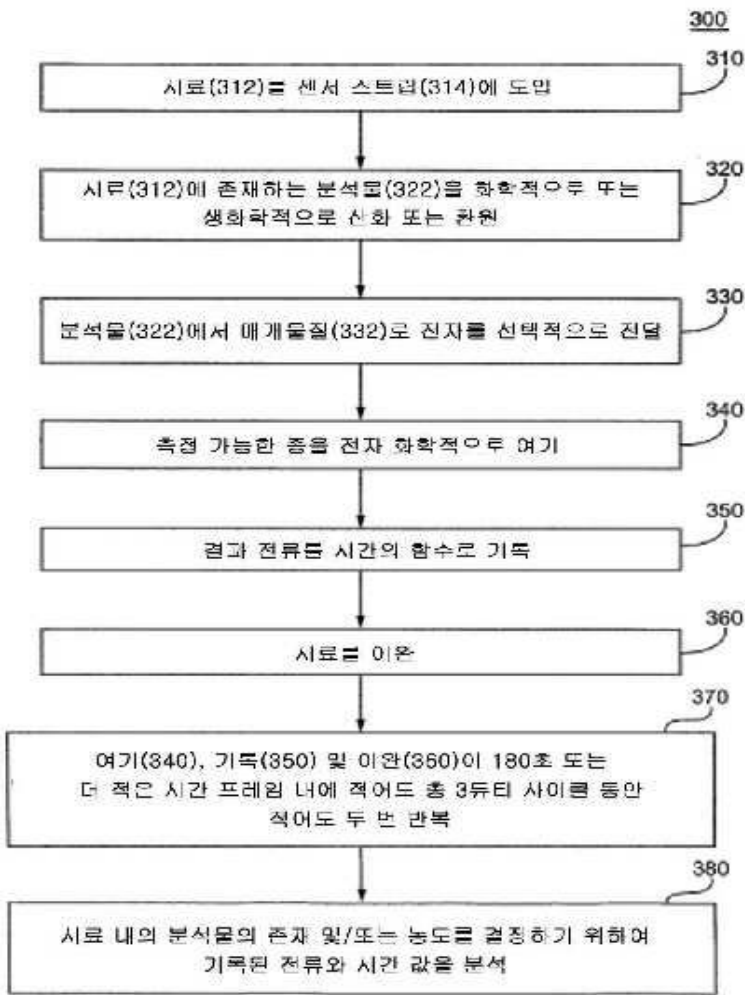 300
310
시료(312)를 센서 스트립(314)에 도입
320
시료(312)에 존재하는 분석물(322)을 화학적으로 또는
생화학적으로 산화 또는 환원
330
분석물(322)에서 매개물질(332)로 전자를 선택적으로 전달
340
측정 가능한 종을 전자 화학적으로 여기
350
결과 전류를 시간의 함수로 기록
360
시료를 이완
370
여기(340), 기록(350) 및 이완(360)이 180초 또는
더 적은 시간 프레임 내에 적어도 총 3듀티 사이클 동안
적어도 두 번 반복
380
시료 내의 분석물의 존재 및/또는 농도를 결정하기 위하여
기록된 전류와 시간 값을 분석